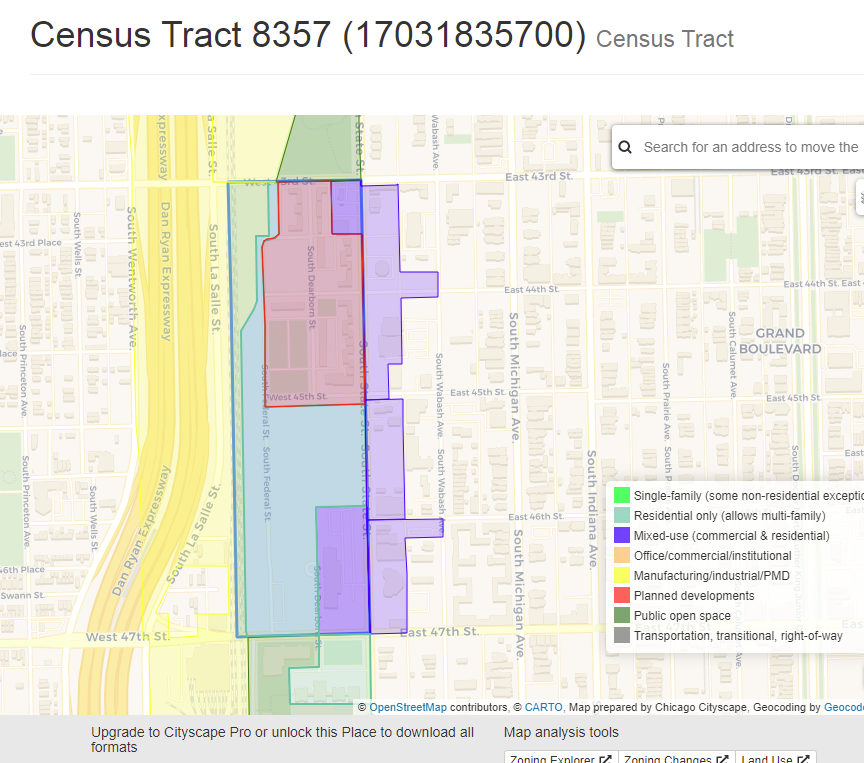 Census Tract 8357 (17031835700) Census Tract
Search for an address to move the
East 43rd St.
East 43rd East
South Wentworth Ave.
Dan Ryan Expressway
South La Salle St.
South Wells St.
est 43rd Place
South Dearborn St.
East 44th St.
GRAND
BOULEVARD
South Michigan Ave.
South Wabash Ave.
South Calumet Ave.
South Prairie Ave.
South Princeton Ave.
lace
West 45th St.
East 45th St.
East 45th St.
South Federal St.
South Federal St.
South State St.
South Wabash Ave.
South Indiana Ave.
South Princeton Ave.
South Wells St.
Dan Ryan Expressway
South La Salle St.
East 46th St.
South Michigan Ave.
46th Place
Swann St.
South Dearborn St.
West 47th St.
East 47th St.
Single-family (some non-residential exceptio
Residential only (allows multi-family)
Mixed-use (commercial & residential)
Office/commercial/institutional
Manufacturing/industrial/PMD
Planned developments
Public open space
Transportation, transitional, right-of-way
© OpenStreetMap contributors, © CARTO, Map prepared by Chicago Cityscape, Geocoding by Geocod
Upgrade to Cityscape Pro or unlock this Place to download all
formats
Map analysis tools
Zoning Explorer
Zoning Changes
Land Use